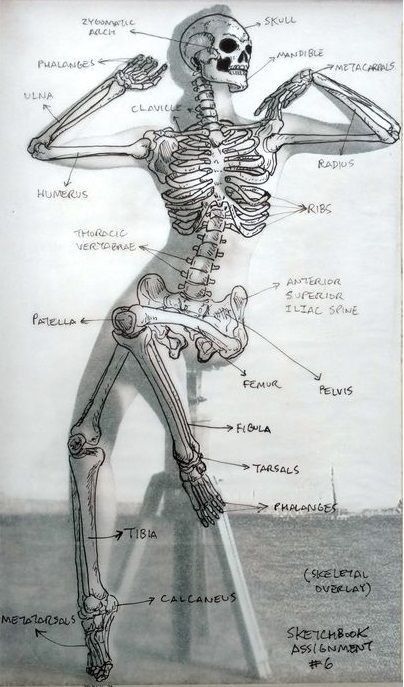 ZYGOMATIC
ARCH
SKULL
MANDIBLE
PHALANGES
METACARPALS
ULNA
CLAVICLE
RADIUS
HUMERUS
RIBS
THORACIC
VERTABRAE
ANTERIOR
SUPERIOR
ILIAC SPINE
PATELLA
FEMUR
PELVIS
FIBULA
TARSALS
PHALANGES
TIBIA
(SKELETAL
OVERLAY)
CALCANEUS
METATARSALS
SKETCHBOOK
ASSIGNMENT
#6